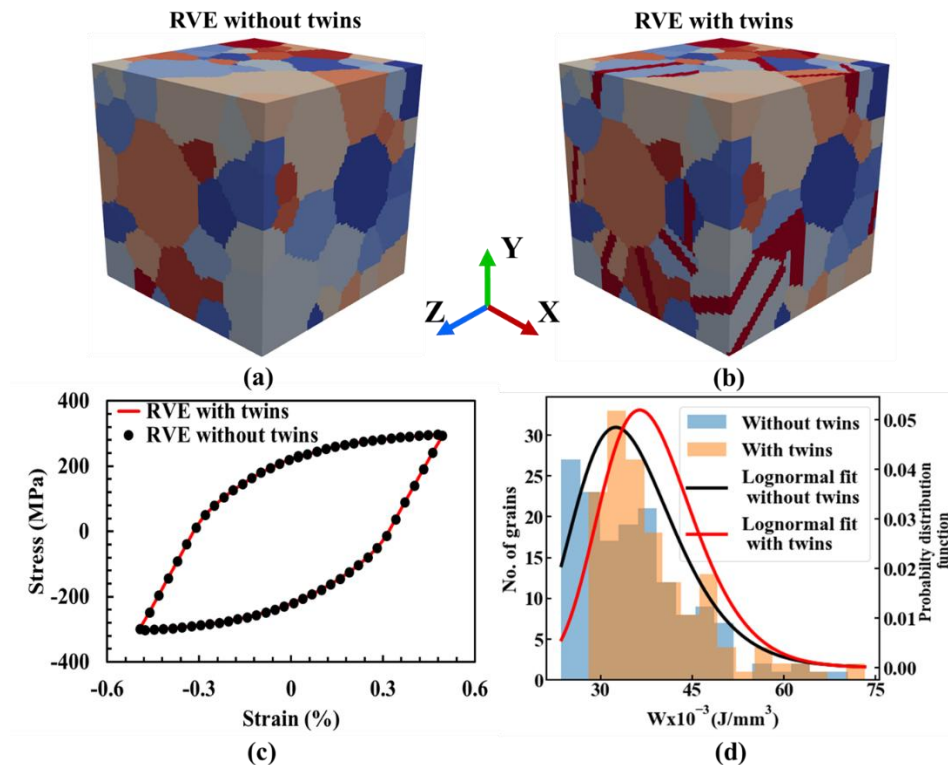 RVE without twins
RVE with twins
Y
Z
X
(a)
(b)
400
200
0
-200
-400
Stress (MPa)
RVE with twins
RVE without twins
-0.6
-0.3
0
0.3
0.6
Strain (%)
(c)
30
25
20
15
10
5
0
No. of grains
Without twins
With twins
Lognormal fit
without twins
Lognormal fit
with twins
0.05
0.04
0.03
0.02
0.01
0.00
Probability distribution
function
30
45
60
75
Wx10⁻³ (J/mm³)
(d)